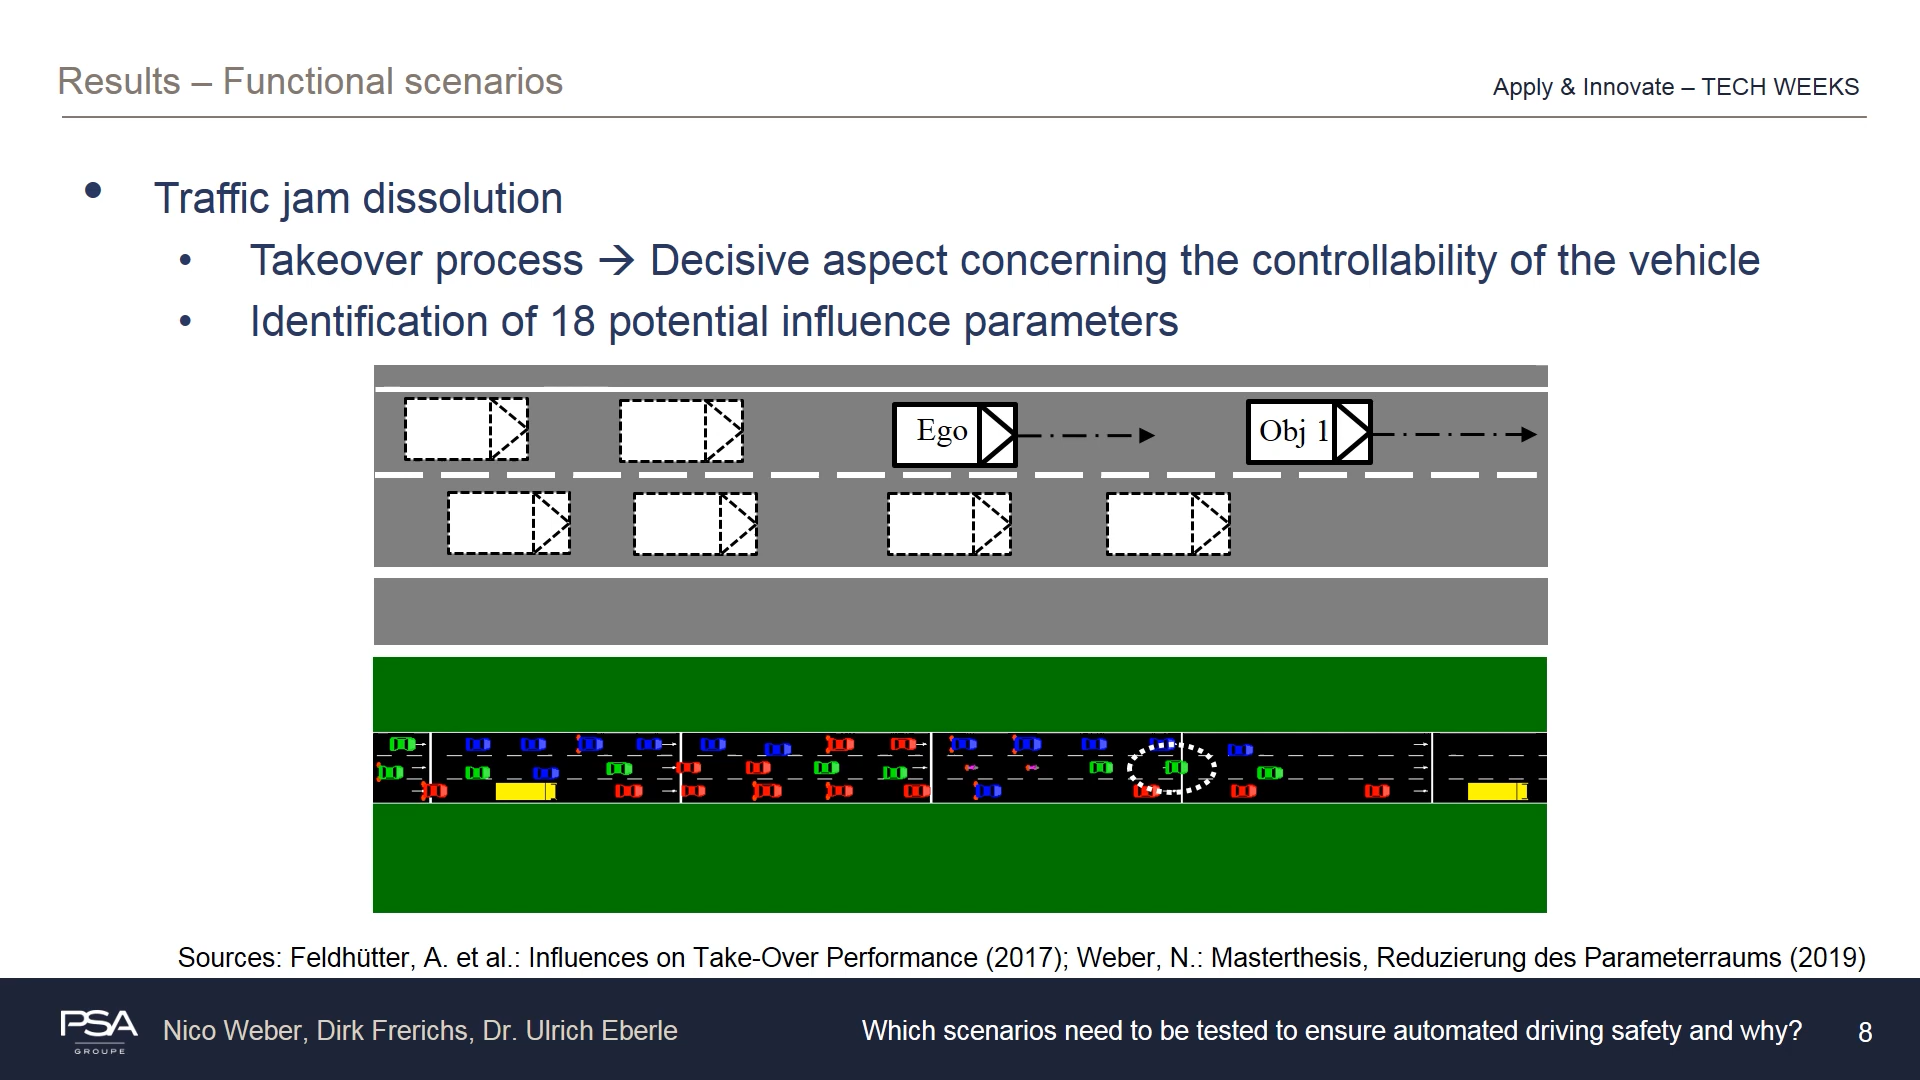 Results – Functional scenarios
Apply & Innovate – TECH WEEKS
• Traffic jam dissolution
• Takeover process → Decisive aspect concerning the controllability of the vehicle
• Identification of 18 potential influence parameters
Ego
Obj 1
Sources: Feldhütter, A. et al.: Influences on Take-Over Performance (2017); Weber, N.: Masterthesis, Reduzierung des Parameterraums (2019)
PSA
GROUPE
Nico Weber, Dirk Frerichs, Dr. Ulrich Eberle
Which scenarios need to be tested to ensure automated driving safety and why?
8